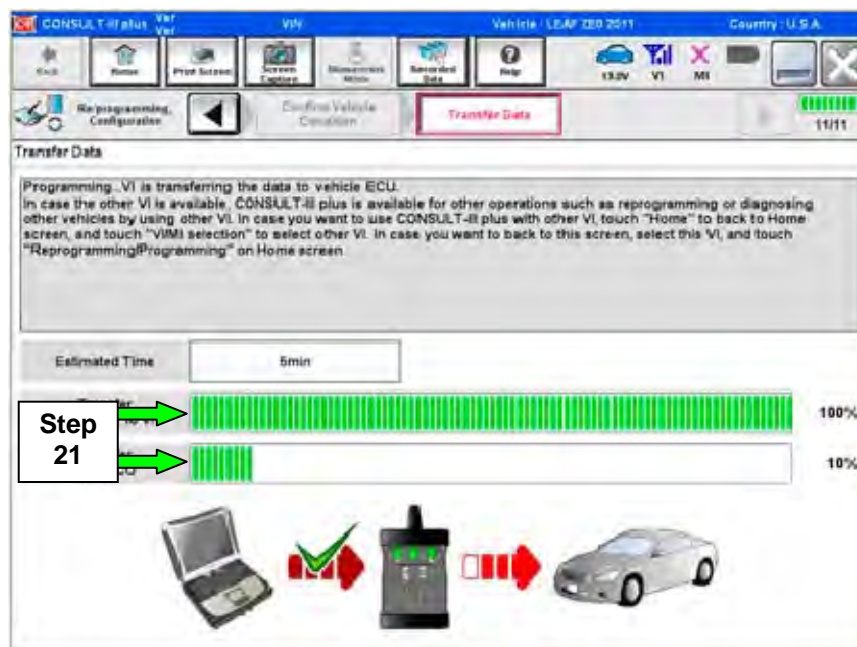 CONSULT-III plus Ver
Ver
VIN
Vehicle : LEAF ZE0 2011
Country : U.S.A.
Back
Home
Print Screen
Screen
Capture
Measurement
Mode
Recorded
Data
Help
13.0V
VI
MI
Re/programming,
Configuration
Confirm Vehicle
Condition
Transfer Data
11/11
Transfer Data
Programming...VI is transferring the data to vehicle ECU.
In case the other VI is available, CONSULT-III plus is available for other operations such as reprogramming or diagnosing
other vehicles by using other VI. In case you want to use CONSULT-III plus with other VI, touch "Home" to back to Home
screen, and touch "VI/MI selection" to select other VI. In case you want to back to this screen, select this VI, and touch
"Reprogramming/Programming" on Home screen
Estimated Time
5min
100%
Step
21
10%